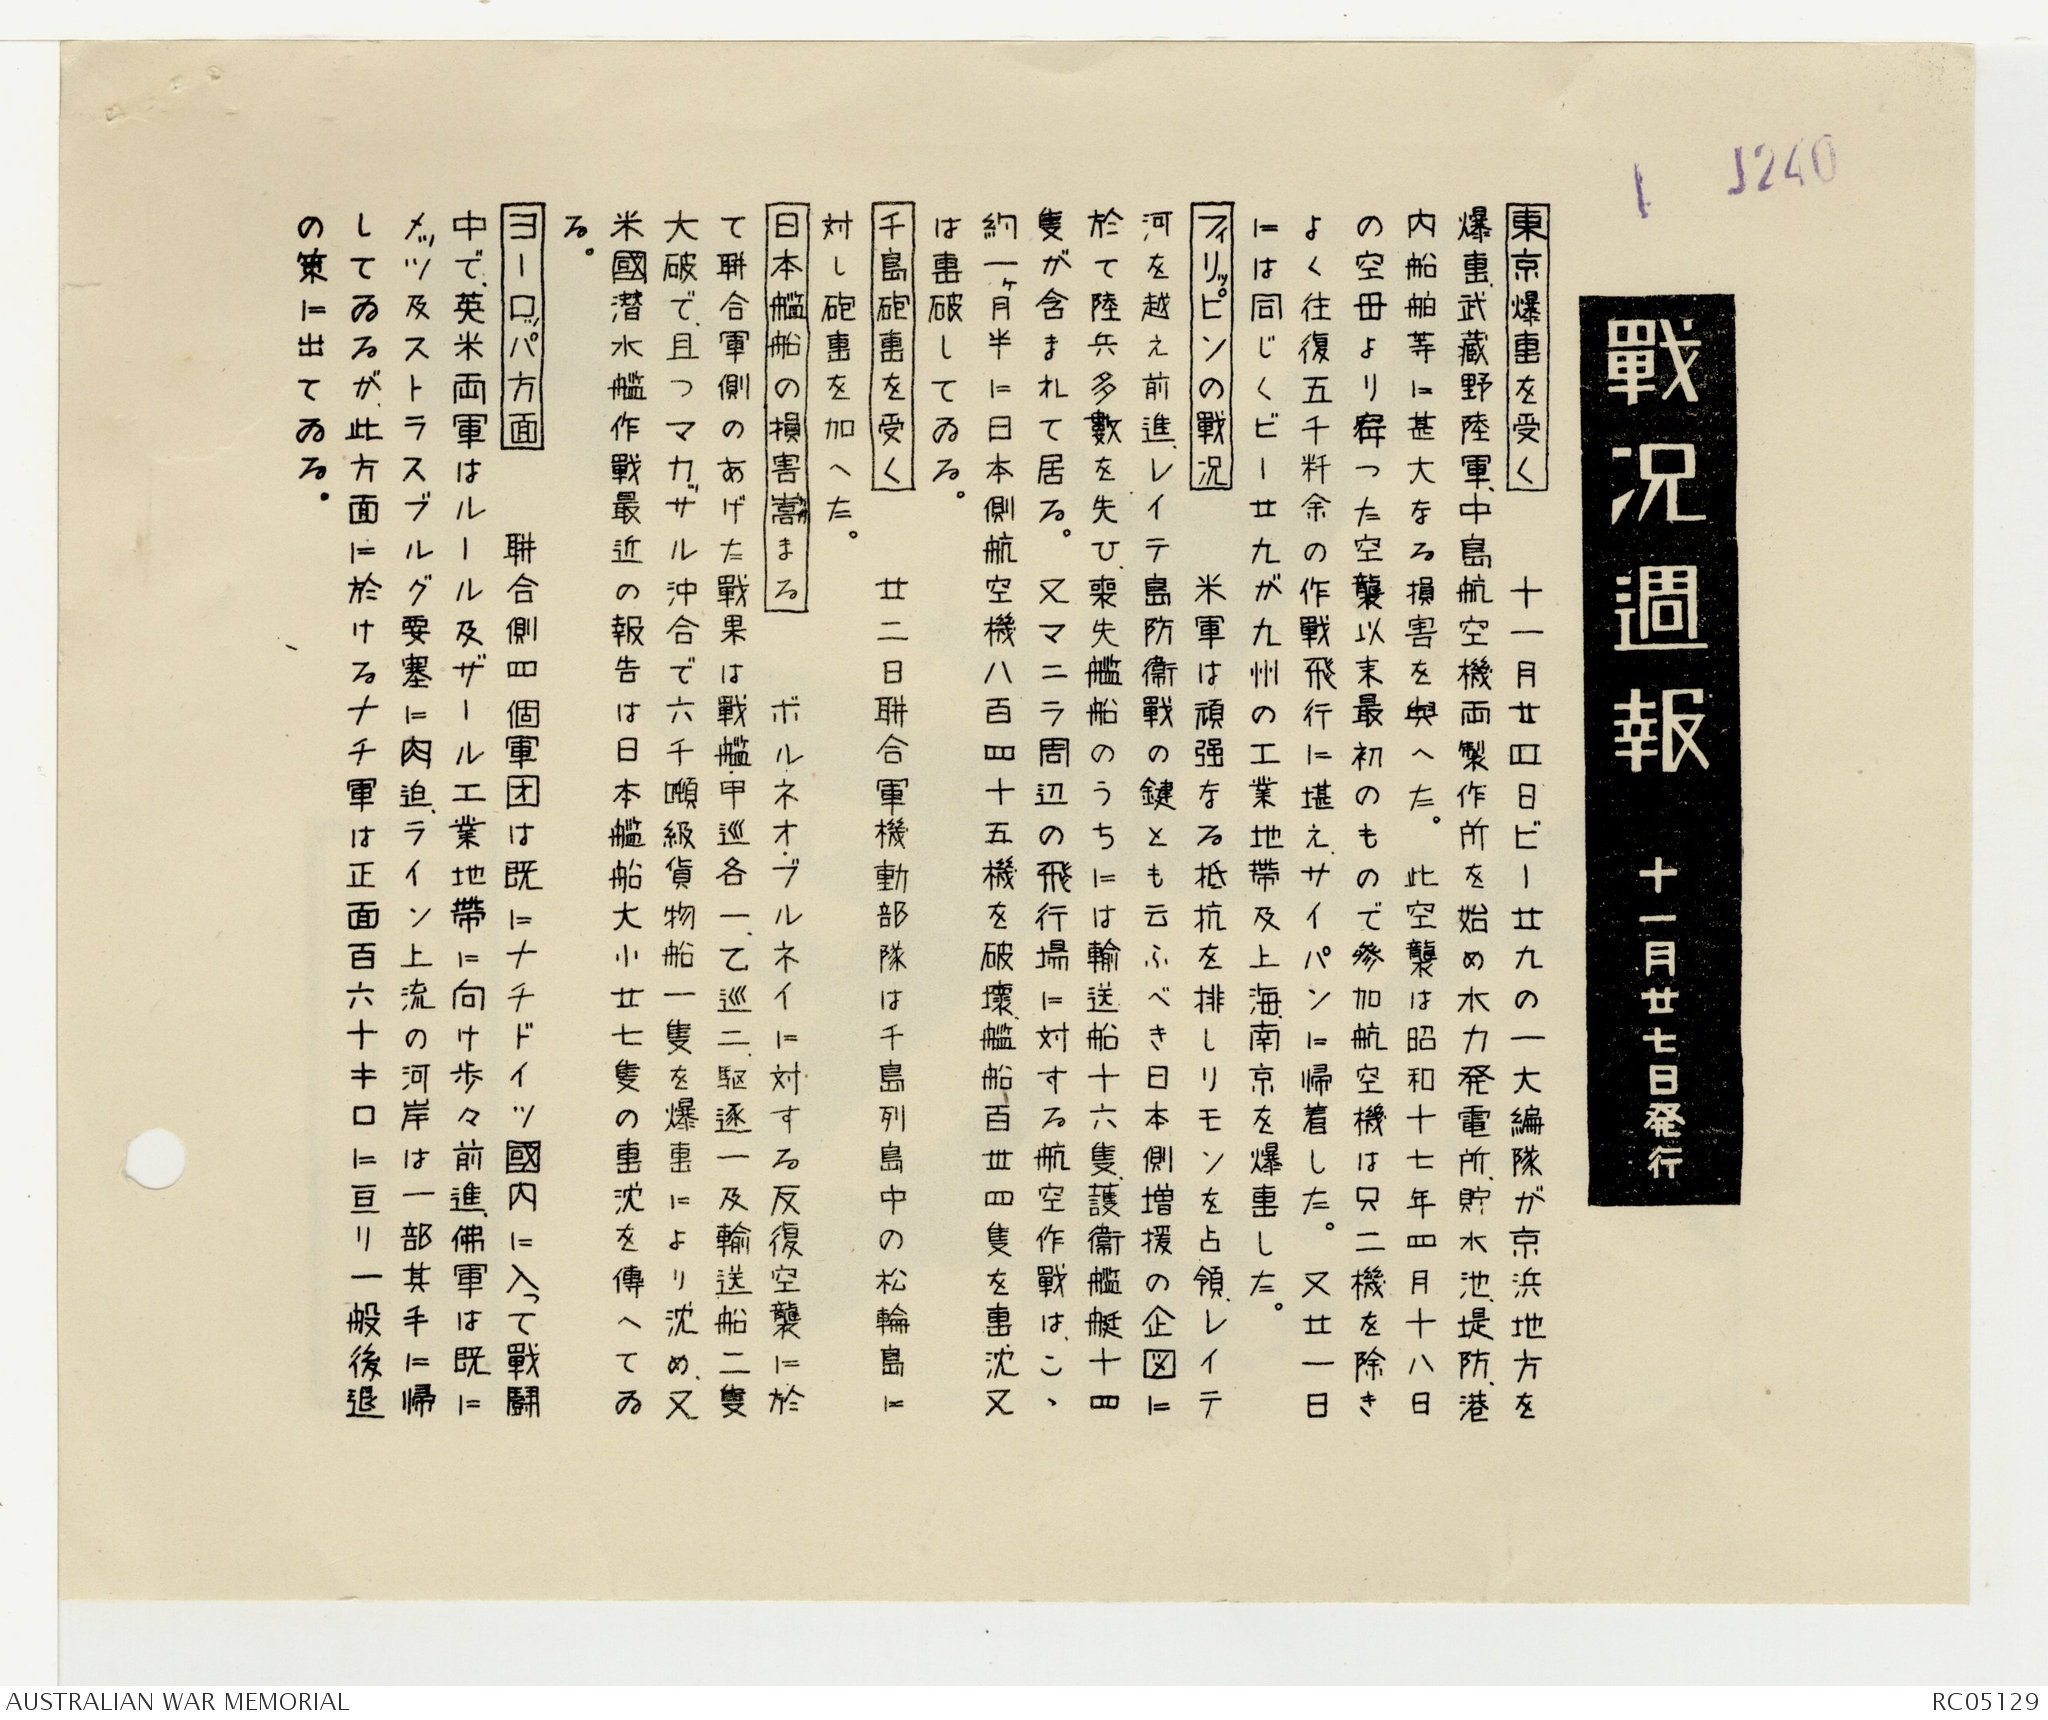 J240
1
戰況週報 十一月廿七日発行
東京爆撃を受く 十一月廿四日ビー廿九の一大編隊が京浜地方を
爆撃、武藏野陸軍、中島航空機両製作所を始め水力発電所、貯水池、堤防、港
内船舶等に甚大なる損害を與へた。 此空襲は昭和十七年四月十八日
の空母より襲つた空襲以来最初のもので参加航空機は只二機を除き
よく往復五千粁余の作戰飛行に堪え、サイパンに帰着した。 又廿一日
には同じくビー廿九が九州の工業地帶及上海、南京を爆撃した。
フィリッピンの戰況 米軍は頑强なる抵抗を排しリモンを占領、レイテ
河を越え前進、レイテ島防衞戰の鍵とも云ふべき日本側増援の企図に
於て陸兵多數を失ひ、喪失艦船のうちには輸送船十六隻、護衞艦艇十四
隻が含まれて居る。 又マニラ周辺の飛行場に対する航空作戰は、こゝ
約一ヶ月半に日本側航空機八百四十五機を破壞、艦船百卅四隻を撃沈又
は撃破してゐる。
千島砲撃を受く 廿二日聨合軍機動部隊は千島列島中の松輪島に
対し砲撃を加へた。
日本艦船の損害嵩まる ボルネオ・ブルネイに対する反復空襲に於
て聨合軍側のあげた戰果は戰艦・甲巡各一、乙巡二、駆逐一及輸送船二隻
大破で、且つマカッサル沖合で六千噸級貨物船一隻を爆撃により沈め、又
米國潜水艦作戰最近の報告は日本艦船大小廿七隻の撃沈を傳へてゐ
る。
ヨーロッパ方面 聨合側四個軍団は既にナチドイツ國内に入って戰鬪
中で、英米両軍はルール及ザール工業地帶に向け歩々前進、佛軍は既に
メッツ及ストラスブルグ要塞に肉迫、ライン上流の河岸は一部其手に帰
してゐるが、此方面に於けるナチ軍は正面百六十キロに亘リ一般後退
の策に出てゐる。
AUSTRALIAN WAR MEMORIAL
RC05129